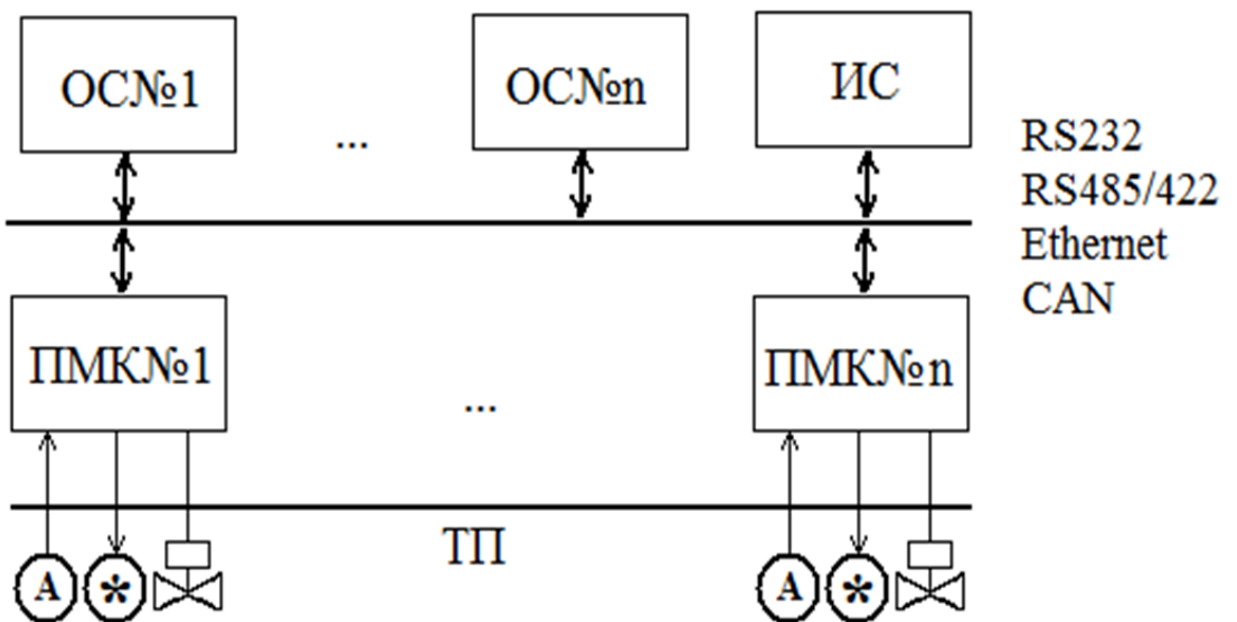 ОС№1
...
ОС№n
ИС
RS232
RS485/422
Ethernet
CAN
ПМК№1
...
ПМК№n
ТП
А
*
А
*